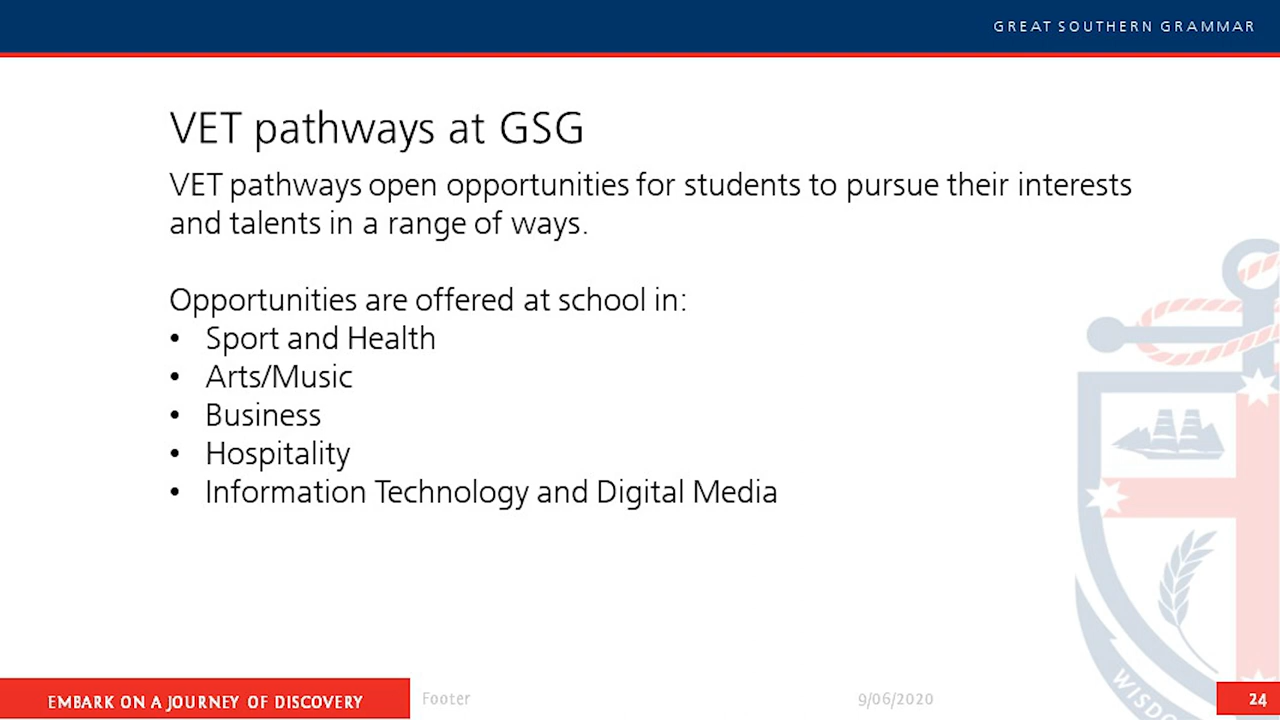 GREAT SOUTHERN GRAMMAR
VET pathways at GSG
VET pathways open opportunities for students to pursue their interests
and talents in a range of ways.
Opportunities are offered at school in:
• Sport and Health
• Arts/Music
• Business
• Hospitality
• Information Technology and Digital Media
EMBARK ON A JOURNEY OF DISCOVERY
Footer
9/06/2020
24